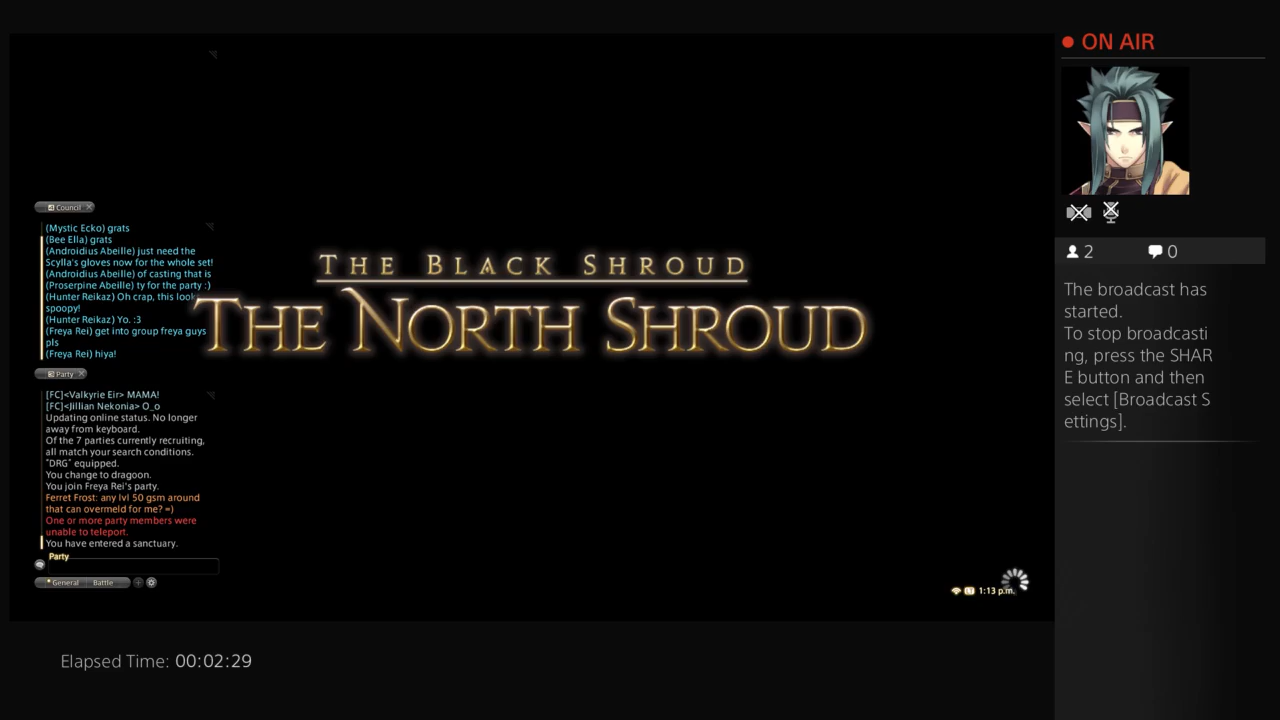 ON AIR
2
0
The broadcast has
started.
To stop broadcasti
ng, press the SHAR
E button and then
select [Broadcast S
ettings].
Council
(Mystic Ecko) grats
(Bee Ella) grats
(Androidius Abeille) just need the
Scylla's gloves now for the whole set!
(Androidius Abeille) of casting that is
(Proserpine Abeille) ty for the party :)
(Hunter Reikaz) Oh crap, this look
spoopy!
(Hunter Reikaz) Yo. :3
(Freya Rei) get into group freya guys
pls
(Freya Rei) hiya!
THE BLACK SHROUD
THE NORTH SHROUD
Party
[FC]<Valkyrie Eir> MAMA!
[FC]<Jillian Nekonia> O_o
Updating online status. No longer
away from keyboard.
Of the 7 parties currently recruiting,
all match your search conditions.
"DRG" equipped.
You change to dragoon.
You join Freya Rei's party.
Ferret Frost: any lvl 50 gsm around
that can overmeld for me? =)
One or more party members were
unable to teleport.
You have entered a sanctuary.
Party
General Battle
1:13 p.m.
Elapsed Time: 00:02:29